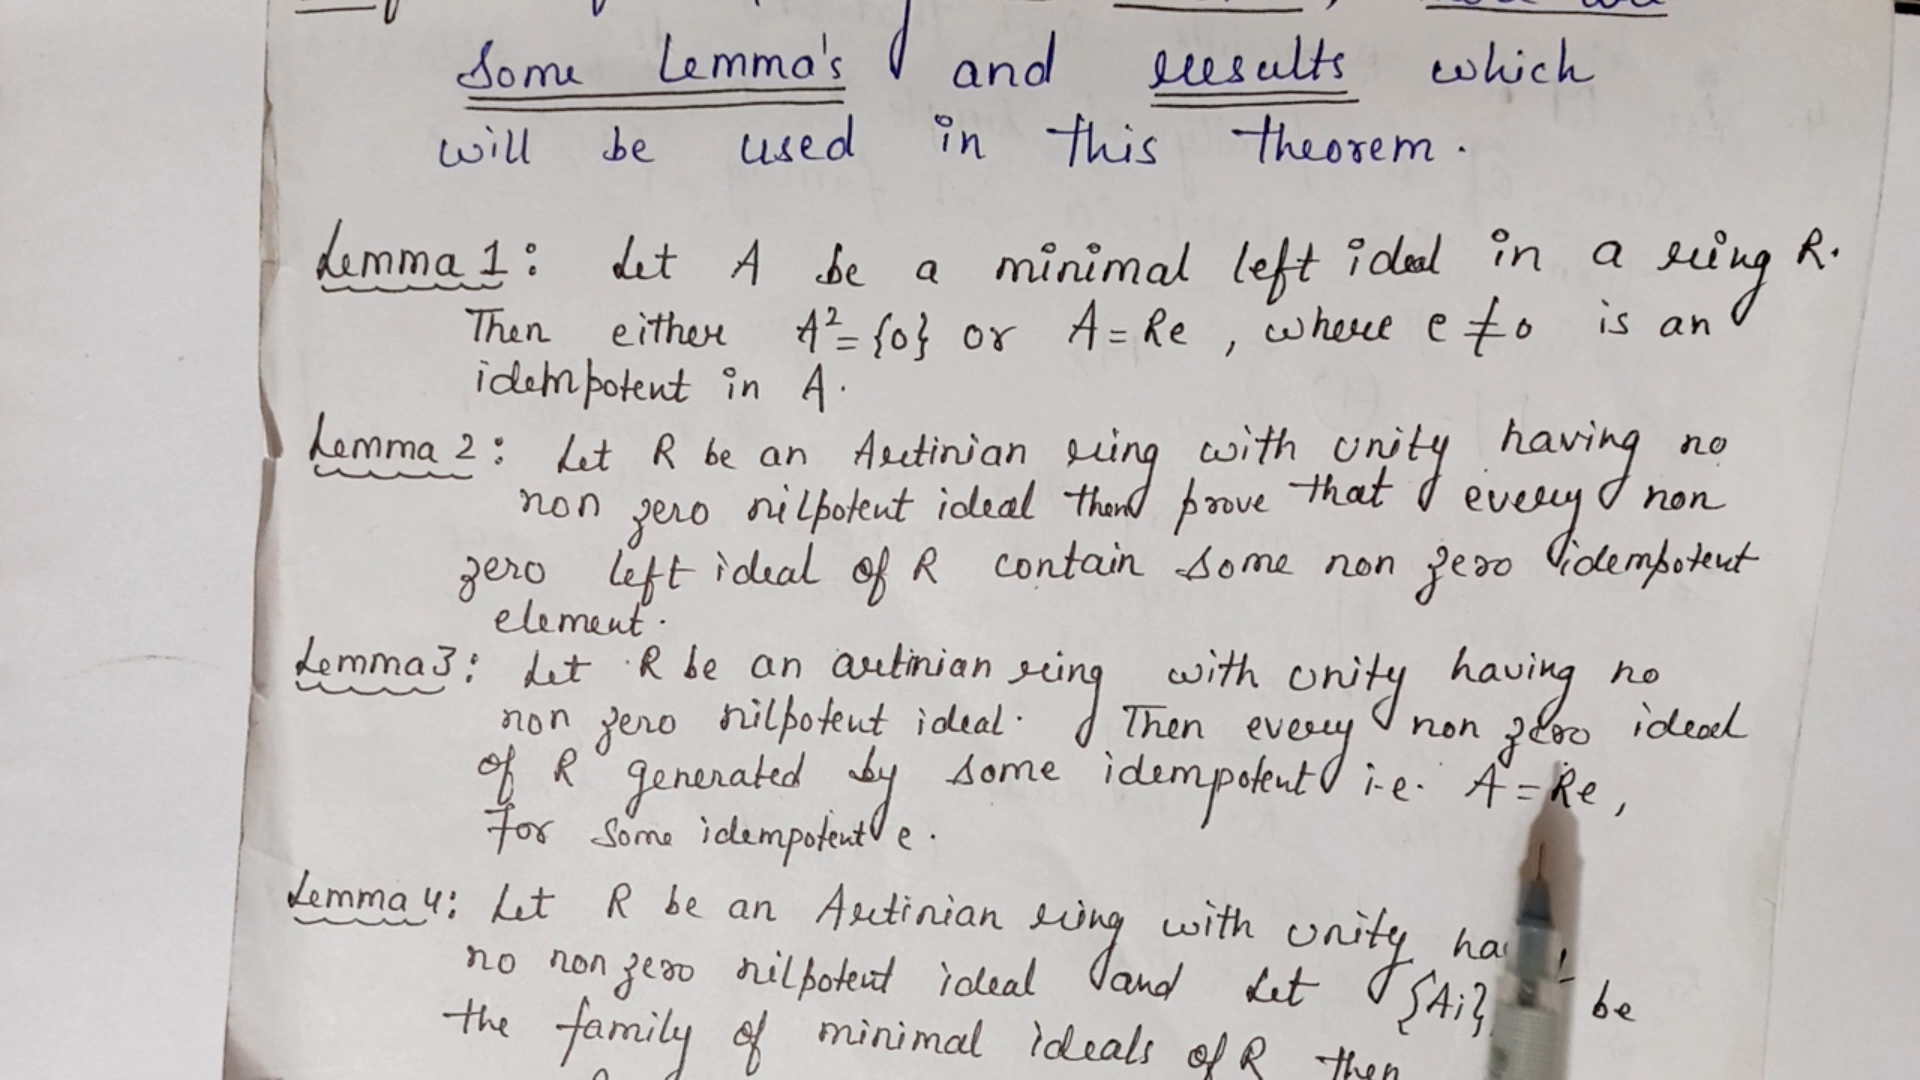 Some Lemma's and results which
will be used in this theorem.
Lemma 1: Let A be a minimal left ideal in a ring R.
Then either A²={0} or A=Re, where e≠0 is an
idempotent in A.
Lemma 2: Let R be an Artinian ring with unity having no
non zero nilpotent ideal then prove that every non
zero left ideal of R contain some non zero idempotent
element.
Lemma 3: Let R be an artinian ring with unity having no
non zero nilpotent ideal. Then every non zero ideal
of R generated by some idempotent i.e. A=Re,
for some idempotent e.
Lemma 4: Let R be an Artinian ring with unity
no non zero nilpotent ideal and let {Ai} be
the family of minimal ideals of R then